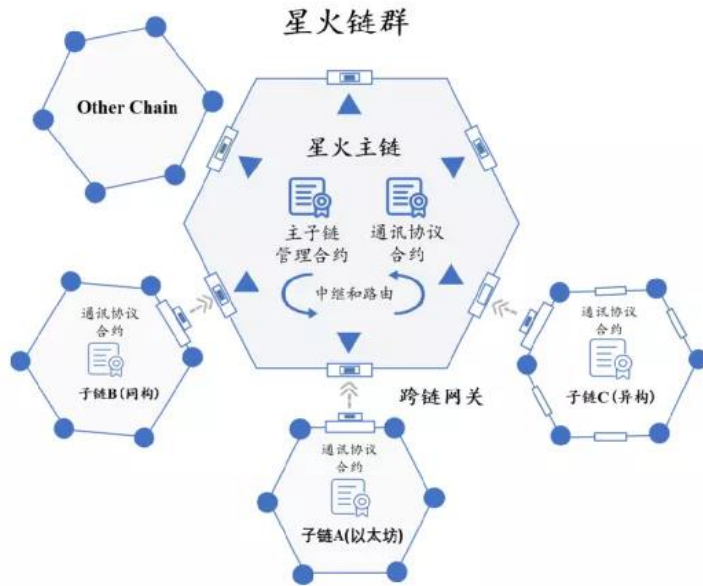 星火链群
Other Chain
星火主链
主子链
管理合约
通讯协议
合约
中继和路由
通讯协议
合约
子链B(同构)
跨链网关
通讯协议
合约
子链C(异构)
通讯协议
合约
子链A(以太坊)